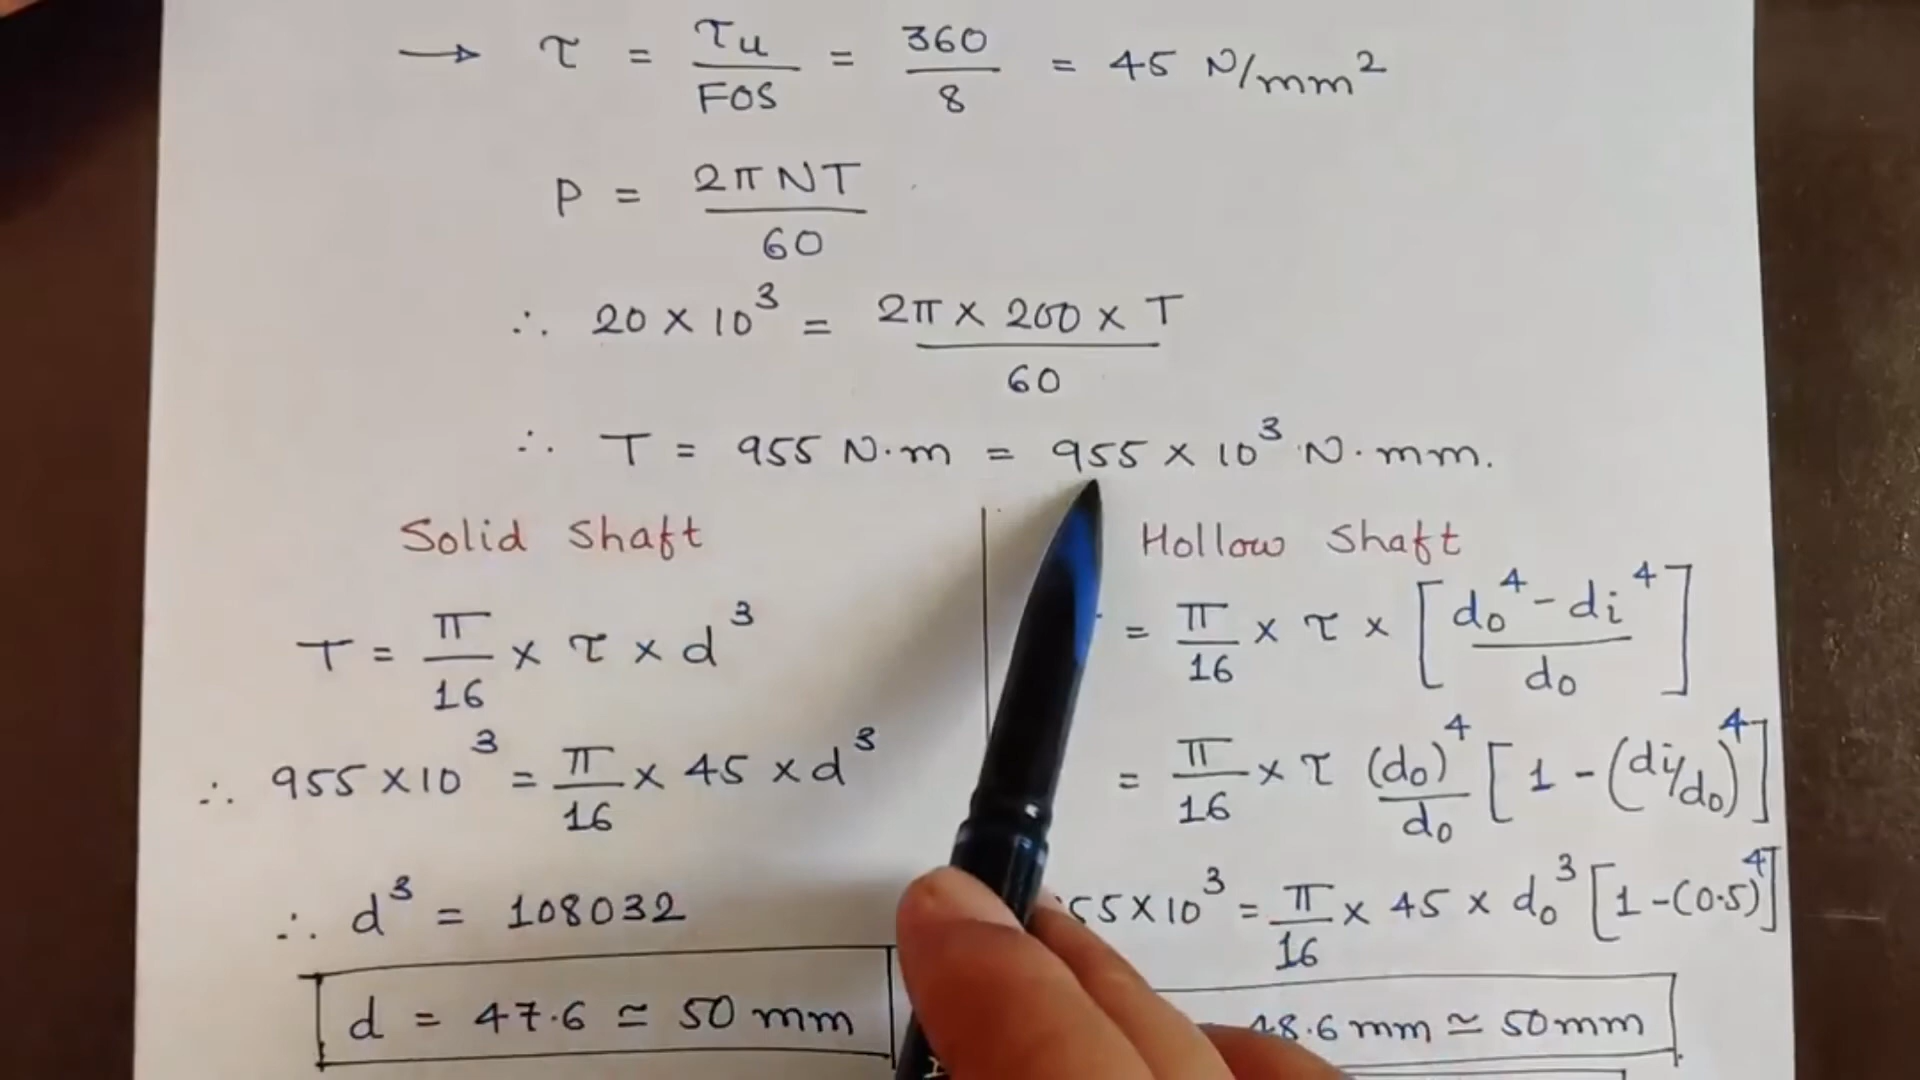 → τ = τu/FOS = 360/8 = 45 N/mm²
P = 2πNT/60
∴ 20 × 10³ = 2π × 200 × T/60
∴ T = 955 N.m = 955 × 10³ N.mm.
Solid Shaft
T = π/16 × τ × d³
∴ 955 × 10³ = π/16 × 45 × d³
∴ d³ = 108032
d = 47.6 ≃ 50 mm
Hollow Shaft
= π/16 × τ × [do⁴ - di⁴/do]
= π/16 × τ (do)⁴/do [1 - (di/do)⁴]
55 × 10³ = π/16 × 45 × do³ [1 - (0.5)⁴]
48.6 mm ≃ 50 mm